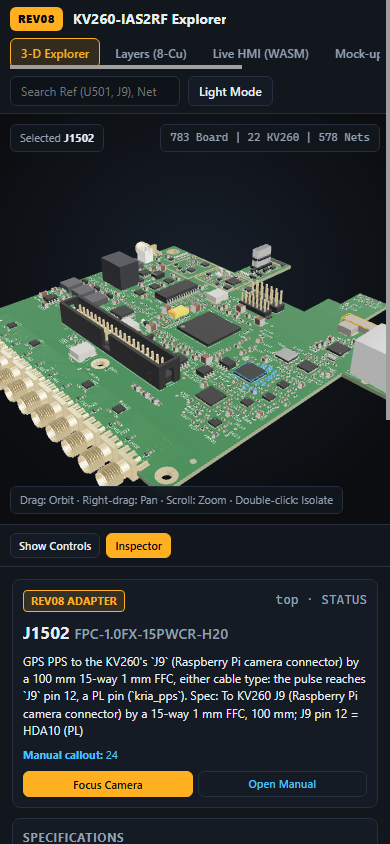 REV08 KV260-IAS2RF Explorer
3-D Explorer Layers (8-Cu) Live HMI (WASM) Mock-up
Search Ref (U501, J9), Net Light Mode
Selected J1502 783 Board | 22 KV260 | 578 Nets
Drag: Orbit · Right-drag: Pan · Scroll: Zoom · Double-click: Isolate
Show Controls Inspector
REV08 ADAPTER top · STATUS
J1502 FPC-1.0FX-15PWCR-H20
GPS PPS to the KV260's `J9` (Raspberry Pi camera connector) by
a 100 mm 15-way 1 mm FFC, either cable type: the pulse reaches
`J9` pin 12, a PL pin (`kria_pps`). Spec: To KV260 J9 (Raspberry Pi
camera connector) by a 15-way 1 mm FFC, 100 mm; J9 pin 12 =
HDA10 (PL)
Manual callout: 24
Focus Camera Open Manual
SPECIFICATIONS